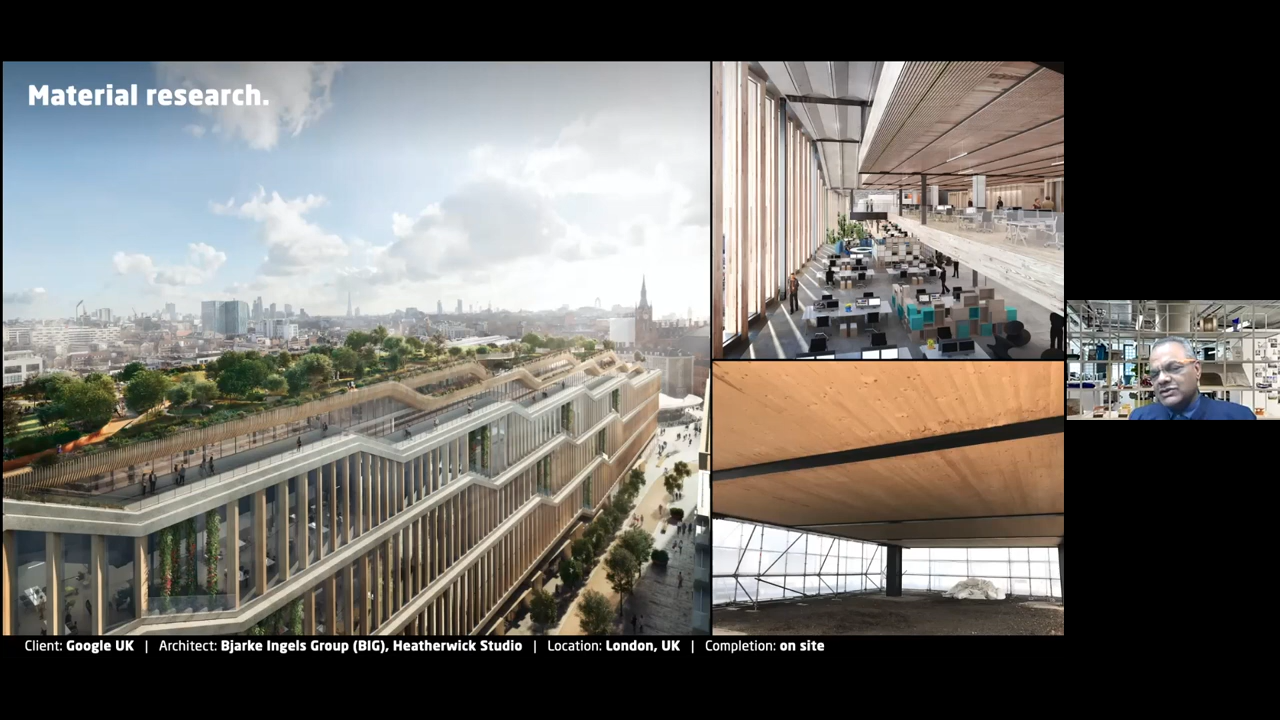 Material research.
Client: Google UK | Architect: Bjarke Ingels Group (BIG), Heatherwick Studio | Location: London, UK | Completion: on site